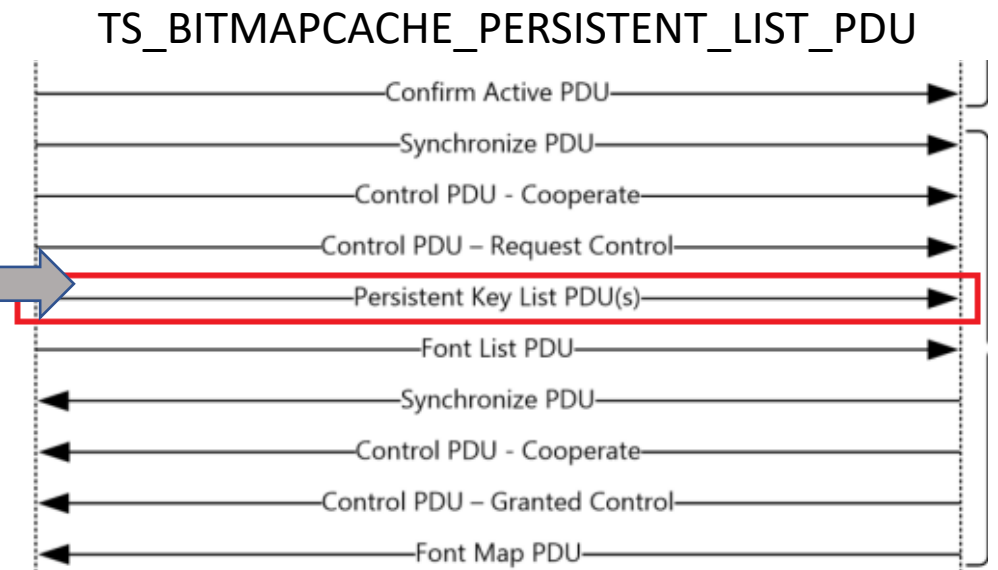 TS_BITMAPCACHE_PERSISTENT_LIST_PDU
Confirm Active PDU
Synchronize PDU
Control PDU - Cooperate
Control PDU – Request Control
Persistent Key List PDU(s)
Font List PDU
Synchronize PDU
Control PDU - Cooperate
Control PDU – Granted Control
Font Map PDU